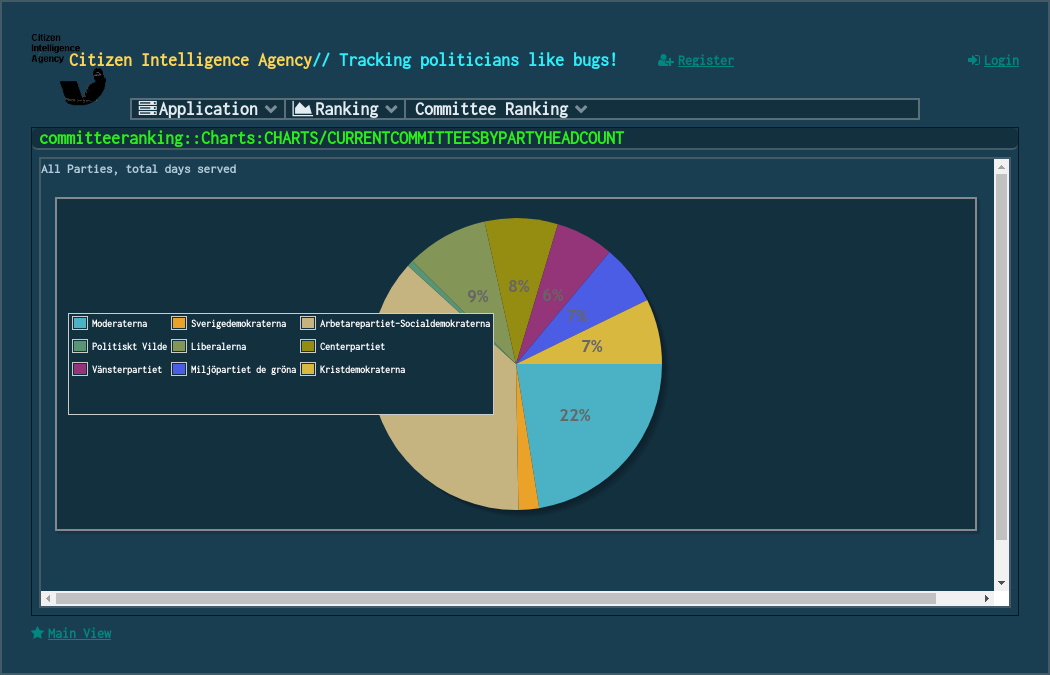 Citizen
Intelligence
Agency
Citizen Intelligence Agency// Tracking politicians like bugs!
Register
Login
Application
Ranking
Committee Ranking
committeeranking::Charts:CHARTS/CURRENTCOMMITTEESBYPARTYHEADCOUNT
All Parties, total days served
9%
8%
6%
7%
7%
22%
Moderaterna
Sverigedemokraterna
Arbetarepartiet-Socialdemokraterna
Politiskt Vilde
Liberalerna
Centerpartiet
Vänsterpartiet
Miljöpartiet de gröna
Kristdemokraterna
Main View